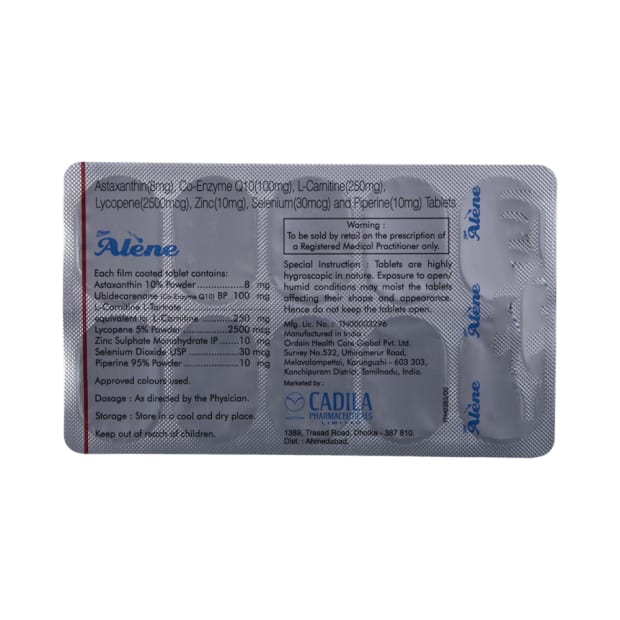 Astaxanthin(8mg), Co-Enzyme Q10(100mg), L-Carnitine(250mg),
Lycopene(2500mcg), Zinc(10mg), Selenium(30mcg) and Piperine(10mg) Tablets
Alène
Each film coated tablet contains:
Astaxanthin 10% Powder..............8 mg
Ubidecarenone (Co-Enzyme Q10) BP 100 mg
L-Carnitine L-Tartrate
equivalent to L-Carnitine............250 mg
Lycopene 5% Powder..........2500 mcg
Zinc Sulphate Monohydrate IP......10 mg
Selenium Dioxide USP...............30 mcg
Piperine 95% Powder.................10 mg
Approved colours used.
Dosage : As directed by the Physician.
Storage : Store in a cool and dry place.
Keep out of reach of children.
Warning :
To be sold by retail on the prescription of
a Registered Medical Practitioner only.
Special Instruction : Tablets are highly
hygroscopic in nature. Exposure to open/
humid conditions may moist the tablets
affecting their shape and appearance.
Hence do not keep the tablets open.
Mfg. Lic. No. : TN00003296
Manufactured in India :
Ordain Health Care Global Pvt. Ltd.
Survey No.532, Uthiramerur Road,
Melavalampettai, Karunguzhi - 603 303,
Kanchipuram District, Tamilnadu, India.
Marketed by :
CADILA
PHARMACEUTICALS
LIMITED
1389, Trasad Road, Dholka - 387 810.
Dist. : Ahmedabad.
Alène
Alène
Alène